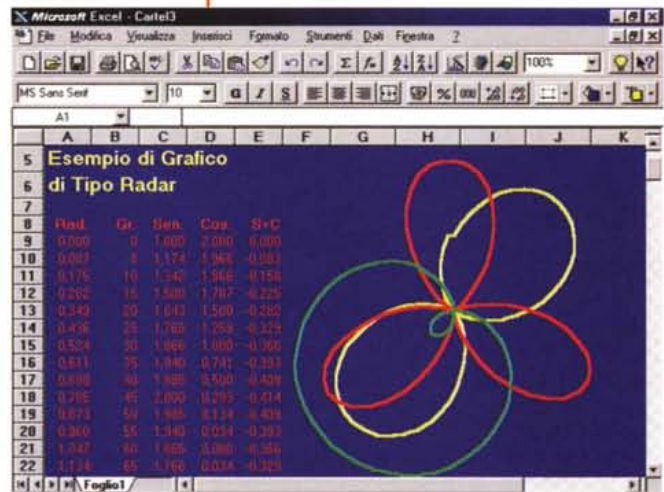 Microsoft Excel - Cartel3
File Modifica Visualizza Inserisci Formato Strumenti Dati Finestra ?
100%
MS Sans Serif 10 G I S
A1
A B C D E F G H I J K
5 Esempio di Grafico
6 di Tipo Radar
7
8 Rad. Gr. Sen. Cos. S+C
9 0,000 0 1,000 2,000 0,000
10 0,087 5 1,174 1,966 -0,083
11 0,175 10 1,342 1,866 -0,158
12 0,262 15 1,500 1,707 -0,225
13 0,349 20 1,643 1,500 -0,282
14 0,436 25 1,766 1,259 -0,329
15 0,524 30 1,866 1,000 -0,366
16 0,611 35 1,940 0,741 -0,393
17 0,698 40 1,985 0,500 -0,409
18 0,785 45 2,000 0,293 -0,414
19 0,873 50 1,985 0,134 -0,409
20 0,960 55 1,940 0,034 -0,393
21 1,047 60 1,866 0,000 -0,366
22 1,134 65 1,766 0,034 -0,329
Foglio1